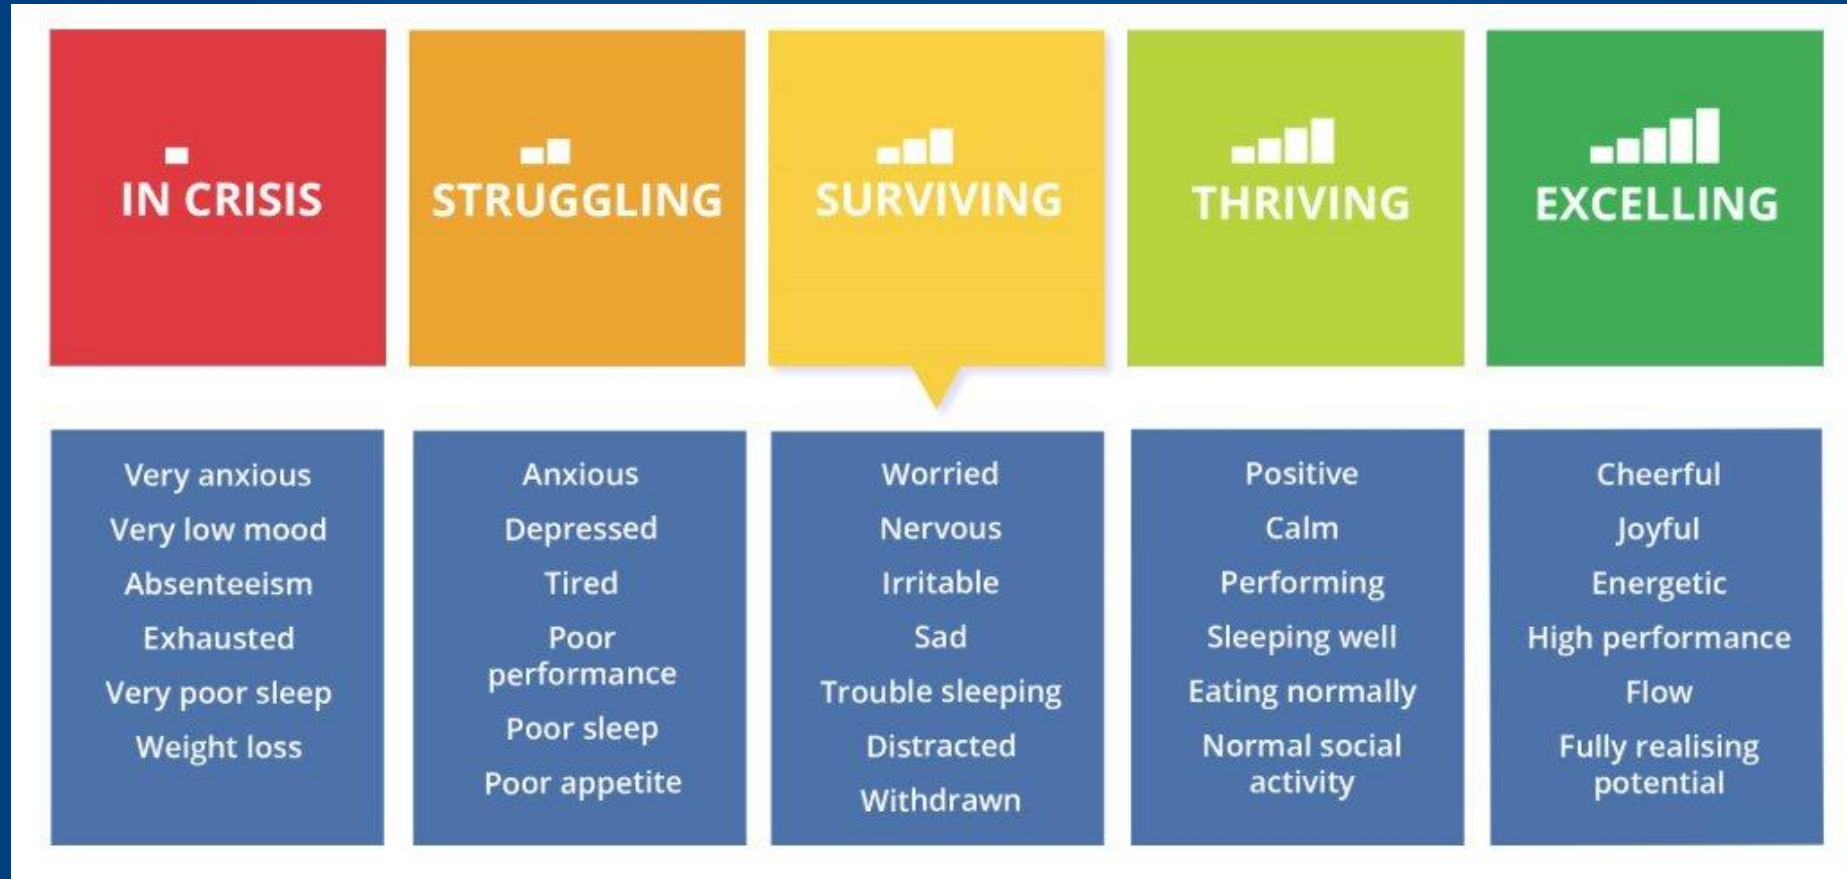 IN CRISIS
STRUGGLING
SURVIVING
THRIVING
EXCELLING
Very anxious
Very low mood
Absenteeism
Exhausted
Very poor sleep
Weight loss
Anxious
Depressed
Tired
Poor
performance
Poor sleep
Poor appetite
Worried
Nervous
Irritable
Sad
Trouble sleeping
Distracted
Withdrawn
Positive
Calm
Performing
Sleeping well
Eating normally
Normal social
activity
Cheerful
Joyful
Energetic
High performance
Flow
Fully realising
potential